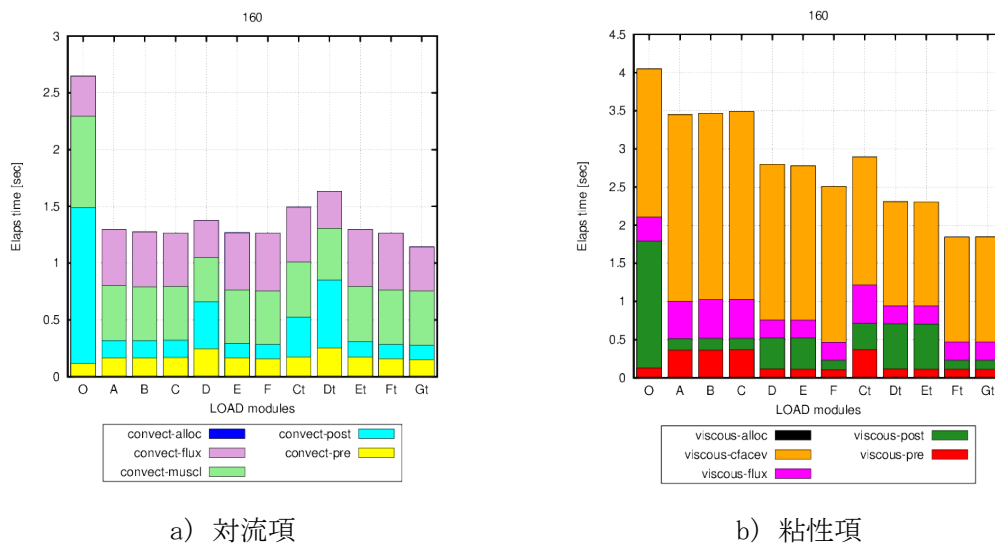 160
3
2.5
2
1.5
1
0.5
0
Elaps time [sec]
O A B C D E F Ct Dt Et Ft Gt
LOAD modules
convect-alloc convect-post
convect-flux convect-pre
convect-muscl
a) 対流項
160
4.5
4
3.5
3
2.5
2
1.5
1
0.5
0
Elaps time [sec]
O A B C D E F Ct Dt Et Ft Gt
LOAD modules
viscous-alloc viscous-post
viscous-cfacev viscous-pre
viscous-flux
b) 粘性項